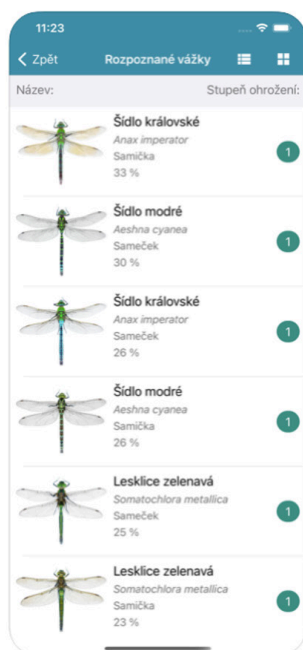 11:23
Zpět Rozpoznané vážky
Název: Stupeň ohrožení:
Šídlo královské
Anax imperator
Samička
33 %
1
Šídlo modré
Aeshna cyanea
Sameček
30 %
1
Šídlo královské
Anax imperator
Sameček
26 %
1
Šídlo modré
Aeshna cyanea
Samička
26 %
1
Lesklice zelenavá
Somatochlora metallica
Sameček
25 %
1
Lesklice zelenavá
Somatochlora metallica
Samička
23 %
1